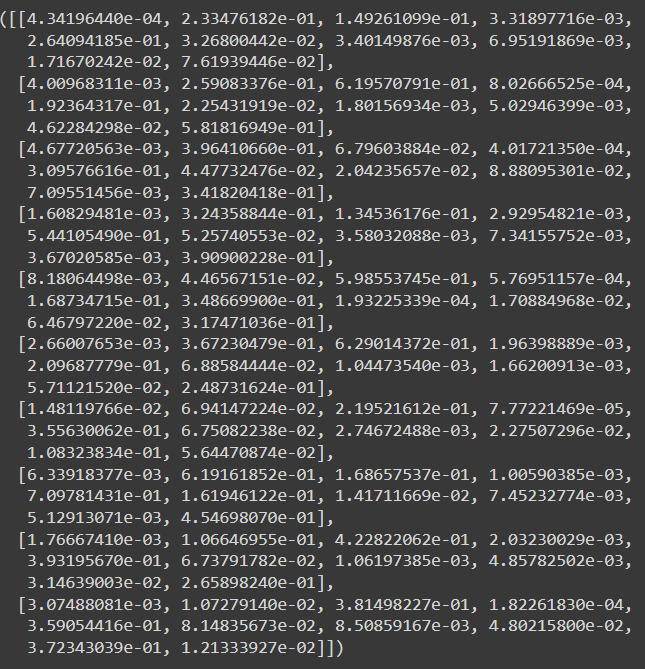 ([[4.34196440e-04, 2.33476182e-01, 1.49261099e-01, 3.31897716e-03,
2.64094185e-01, 3.26800442e-02, 3.40149876e-03, 6.95191869e-03,
1.71670242e-02, 7.61939446e-02],
[4.00968311e-03, 2.59083376e-01, 6.19570791e-01, 8.02666525e-04,
1.92364317e-01, 2.25431919e-02, 1.80156934e-03, 5.02946399e-03,
4.62284298e-02, 5.81816949e-01],
[4.67720563e-03, 3.96410660e-01, 6.79603884e-02, 4.01721350e-04,
3.09576616e-01, 4.47732476e-02, 2.04235657e-02, 8.88095301e-02,
7.09551456e-03, 3.41820418e-01],
[1.60829481e-03, 3.24358844e-01, 1.34536176e-01, 2.92954821e-03,
5.44105490e-01, 5.25740553e-02, 3.58032088e-03, 7.34155752e-03,
3.67020585e-03, 3.90900228e-01],
[8.18064498e-03, 4.46567151e-02, 5.98553745e-01, 5.76951157e-04,
1.68734715e-01, 3.48669900e-01, 1.93225339e-04, 1.70884968e-02,
6.46797220e-02, 3.17471036e-01],
[2.66007653e-03, 3.67230479e-01, 6.29014372e-01, 1.96398889e-03,
2.09687779e-01, 6.88584444e-02, 1.04473540e-03, 1.66200913e-03,
5.71121520e-02, 2.48731624e-01],
[1.48119766e-02, 6.94147224e-02, 2.19521612e-01, 7.77221469e-05,
3.55630062e-01, 6.75082238e-02, 2.74672488e-03, 2.27507296e-02,
1.08323834e-01, 5.64470874e-02],
[6.33918377e-03, 6.19161852e-01, 1.68657537e-01, 1.00590385e-03,
7.09781431e-01, 1.61946122e-01, 1.41711669e-02, 7.45232774e-03,
5.12913071e-03, 4.54698070e-01],
[1.76667410e-03, 1.06646955e-01, 4.22822062e-01, 2.03230029e-03,
3.93195670e-01, 6.73791782e-02, 1.06197385e-03, 4.85782502e-03,
3.14639003e-02, 2.65898240e-01],
[3.07488081e-03, 1.07279140e-02, 3.81498227e-01, 1.82261830e-04,
3.59054416e-01, 8.14835673e-02, 8.50859167e-03, 4.80215800e-02,
3.72343039e-01, 1.21333927e-02]])